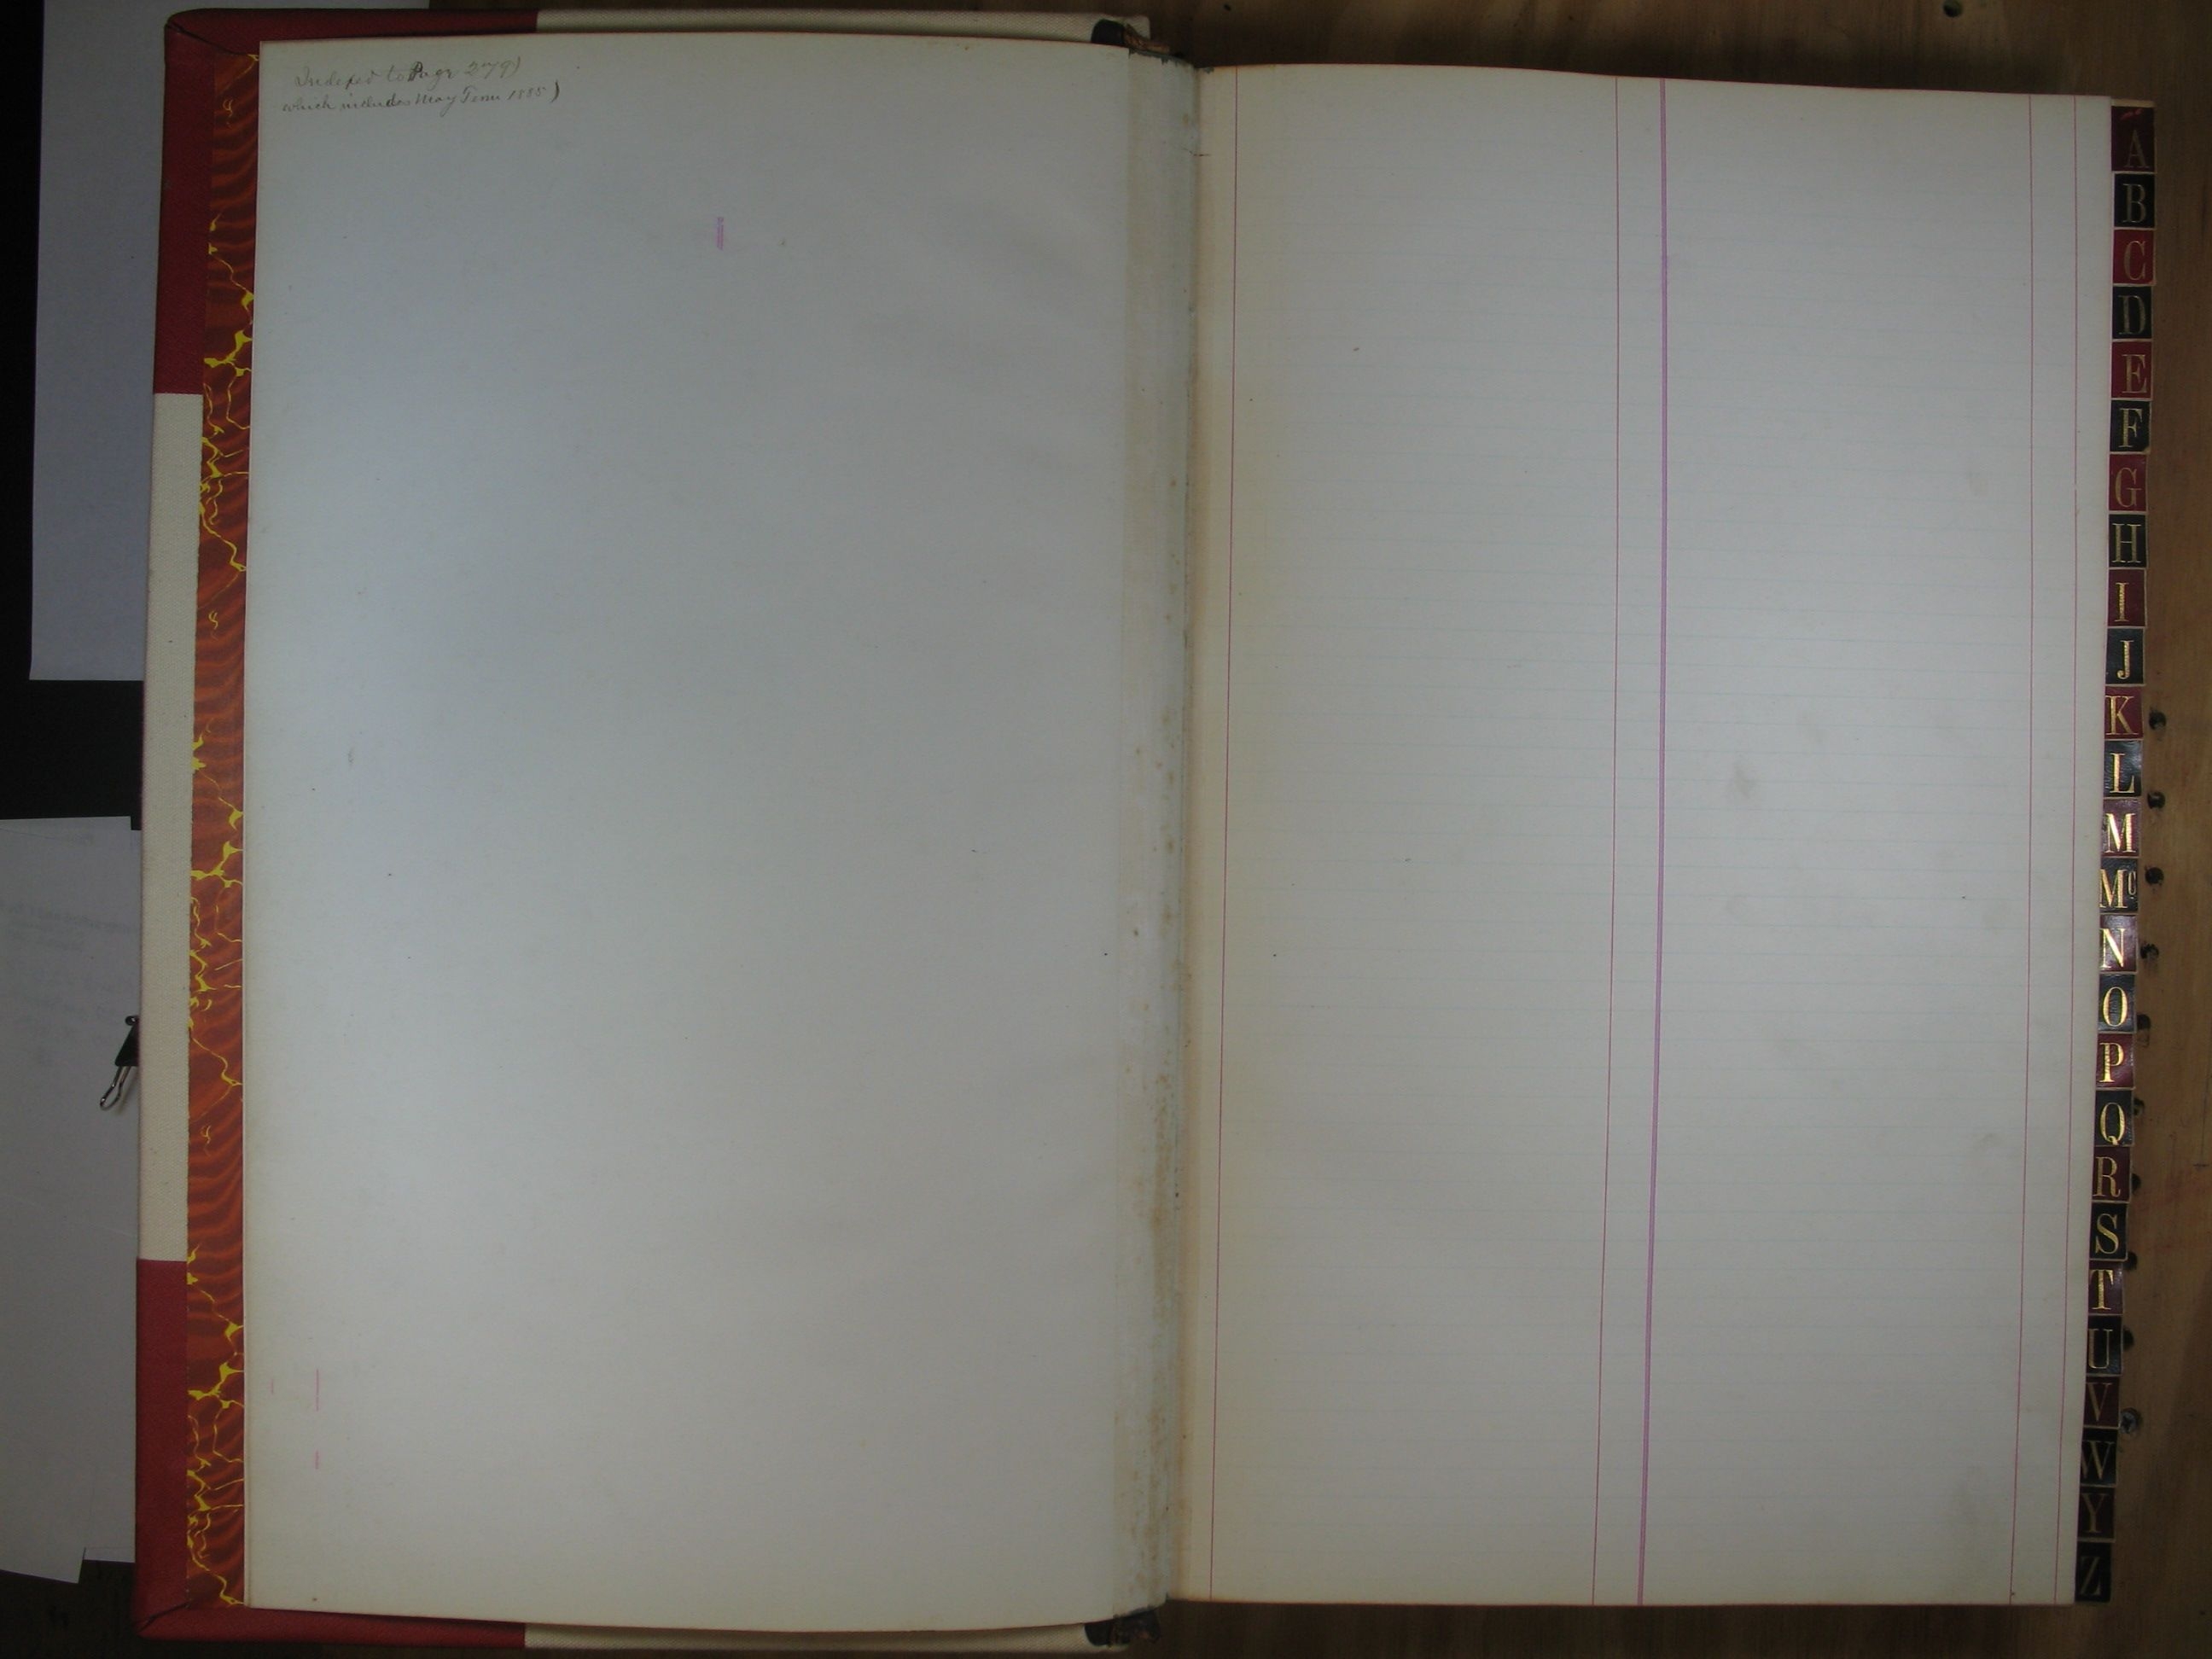 Indexed to Page 279)
which includes May Term 1885)
A
B
C
D
E
F
G
H
I
J
K
L
M
Mc
N
O
P
Q
R
S
T
U
V
W
Y
Z